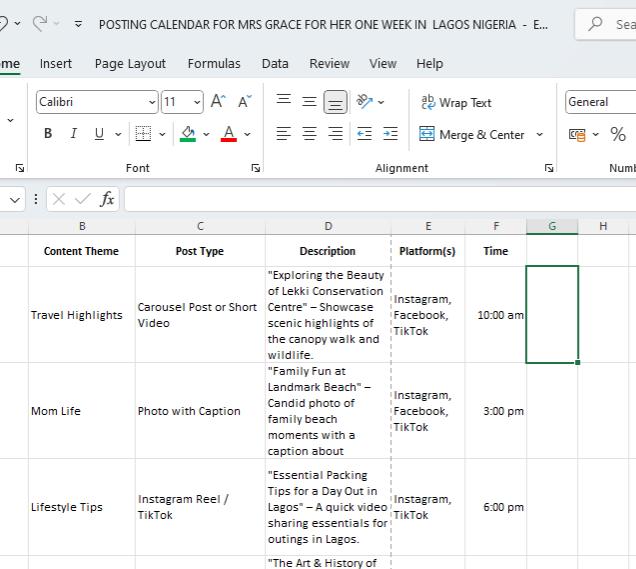 POSTING CALENDAR FOR MRS GRACE FOR HER ONE WEEK IN LAGOS NIGERIA - E...
Sea
me Insert Page Layout Formulas Data Review View Help
Calibri 11 Wrap Text General
B I U Merge & Center %
Font Alignment Numb
fx
B C D E F G H
Content Theme Post Type Description Platform(s) Time
Travel Highlights
Carousel Post or Short
Video
"Exploring the Beauty
of Lekki Conservation
Centre" – Showcase
scenic highlights of
the canopy walk and
wildlife.
Instagram,
Facebook,
TikTok
10:00 am
Mom Life
Photo with Caption
"Family Fun at
Landmark Beach" –
Candid photo of
family beach
moments with a
caption about
Instagram,
Facebook,
TikTok
3:00 pm
Lifestyle Tips
Instagram Reel /
TikTok
"Essential Packing
Tips for a Day Out in
Lagos" – A quick video
sharing essentials for
outings in Lagos.
Instagram,
TikTok
6:00 pm
"The Art & History of